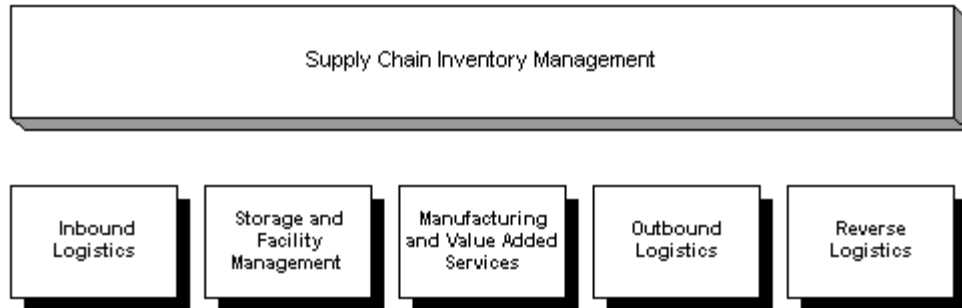 Supply Chain Inventory Management
Inbound
Logistics
Storage and
Facility
Management
Manufacturing
and Value Added
Services
Outbound
Logistics
Reverse
Logistics